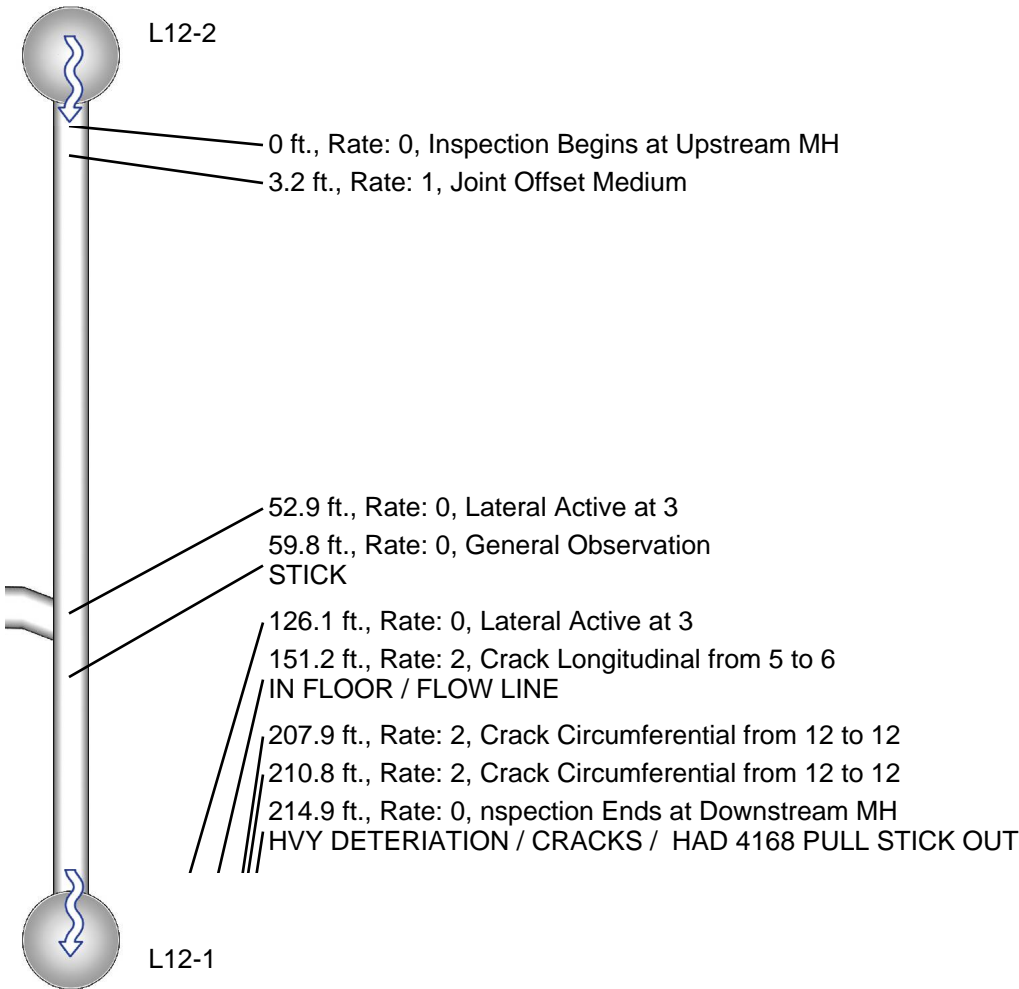 L12-2
0 ft., Rate: 0, Inspection Begins at Upstream MH
3.2 ft., Rate: 1, Joint Offset Medium
52.9 ft., Rate: 0, Lateral Active at 3
59.8 ft., Rate: 0, General Observation
STICK
126.1 ft., Rate: 0, Lateral Active at 3
151.2 ft., Rate: 2, Crack Longitudinal from 5 to 6
IN FLOOR / FLOW LINE
207.9 ft., Rate: 2, Crack Circumferential from 12 to 12
210.8 ft., Rate: 2, Crack Circumferential from 12 to 12
214.9 ft., Rate: 0, nspection Ends at Downstream MH
HVY DETERIATION / CRACKS /  HAD 4168 PULL STICK OUT
L12-1